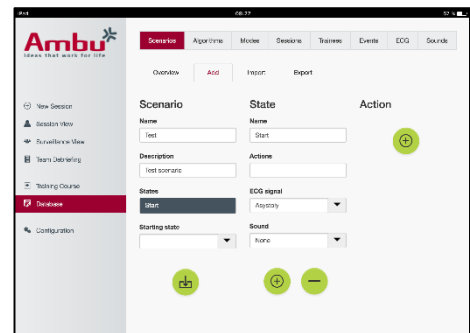 iPad 08.27
Ambu
Ideas that work for life
Scenarios Algorithms Modes Sessions Trainees Events ECG Sounds
Overview Add Import Export
New Session
Session View
Surveillance View
Team Debriefing
Training Course
Database
Configuration
Scenario State Action
Name Name
Test Start
Description Actions
Test scenario
States ECG signal
Start Asystoly
Starting state Sound
None